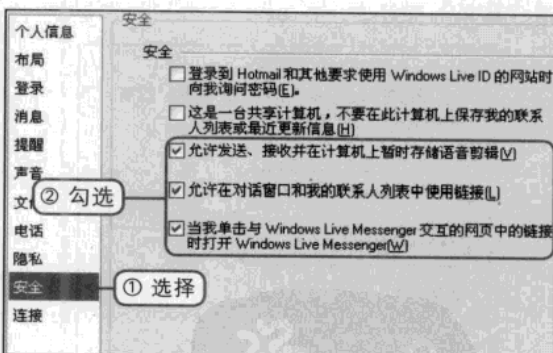 安全
个人信息
布局
登录
消息
提醒
声音
电话
隐私
安全
连接
安全
登录到 Hotmail 和其他要求使用 Windows Live ID 的网站时
向我询问密码(E)。
这是一台共享计算机，不要在此计算机上保存我的联系
人列表或最近更新信息(H)
允许发送、接收并在计算机上暂时存储语音剪辑(V)
允许在对话窗口和我的联系人列表中使用链接(L)
当我单击与 Windows Live Messenger 交互的网页中的链接
时打开 Windows Live Messenger(W)
② 勾选
① 选择